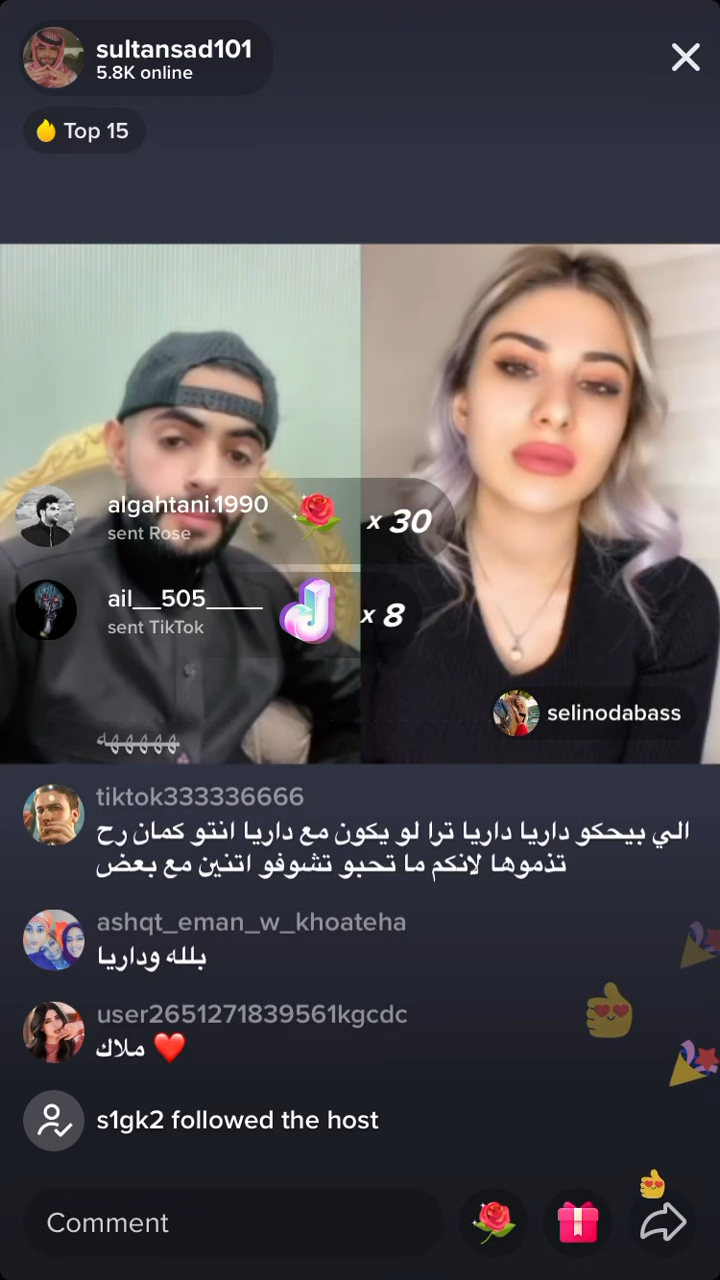 sultansad101
5.8K online
Top 15
algahtani.1990
sent Rose
x 30
ail__505____
sent TikTok
x 8
selinodabass
ههههههه
tiktok333336666
الي بيحكو داريا داريا ترا لو يكون مع داريا انتو كمان رح
تذموها لانكم ما تحبو تشوفو اتنين مع بعض
ashqt_eman_w_khoateha
بلله وداريا
user2651271839561kgcdc
ملاك ❤️
s1gk2 followed the host
Comment